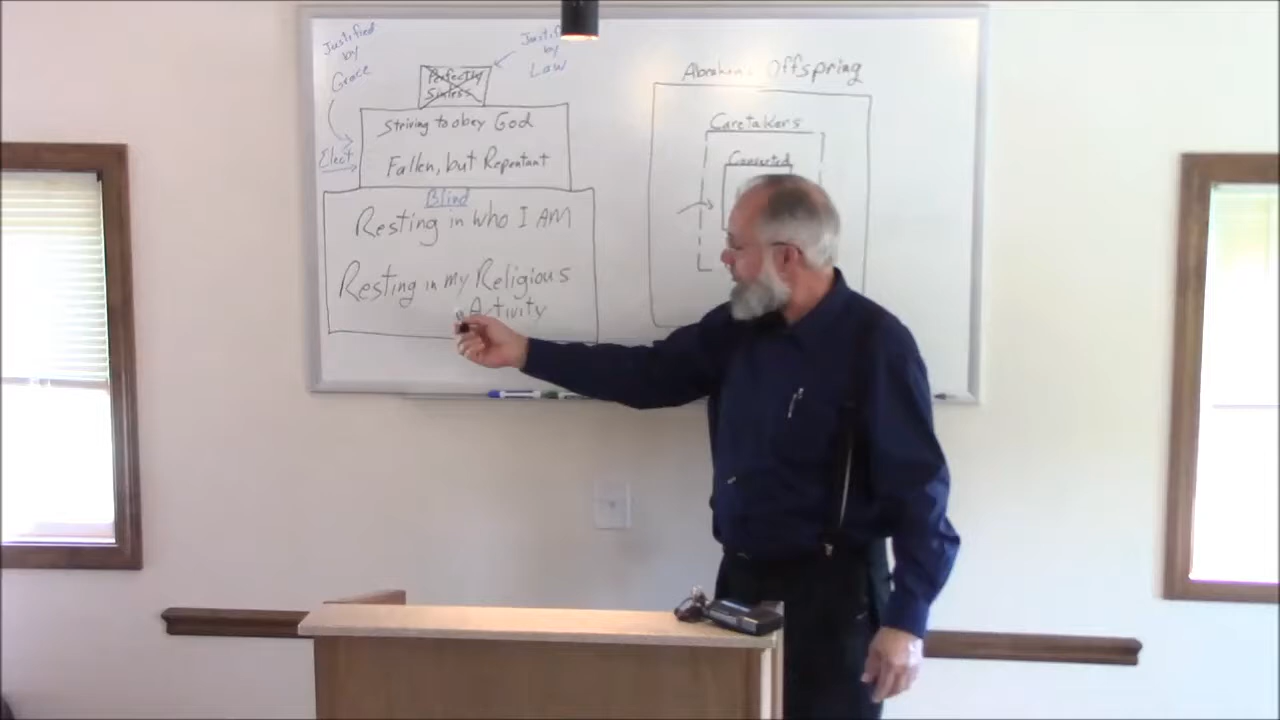 Justified
by
Grace
by
Law
Perfectly
Sinless
Striving to obey God
Fallen, but Repentant
Elect
Blind
Resting in who I AM
Resting in my Religious
Activity
Abraham's Offspring
Caretakers
Converted